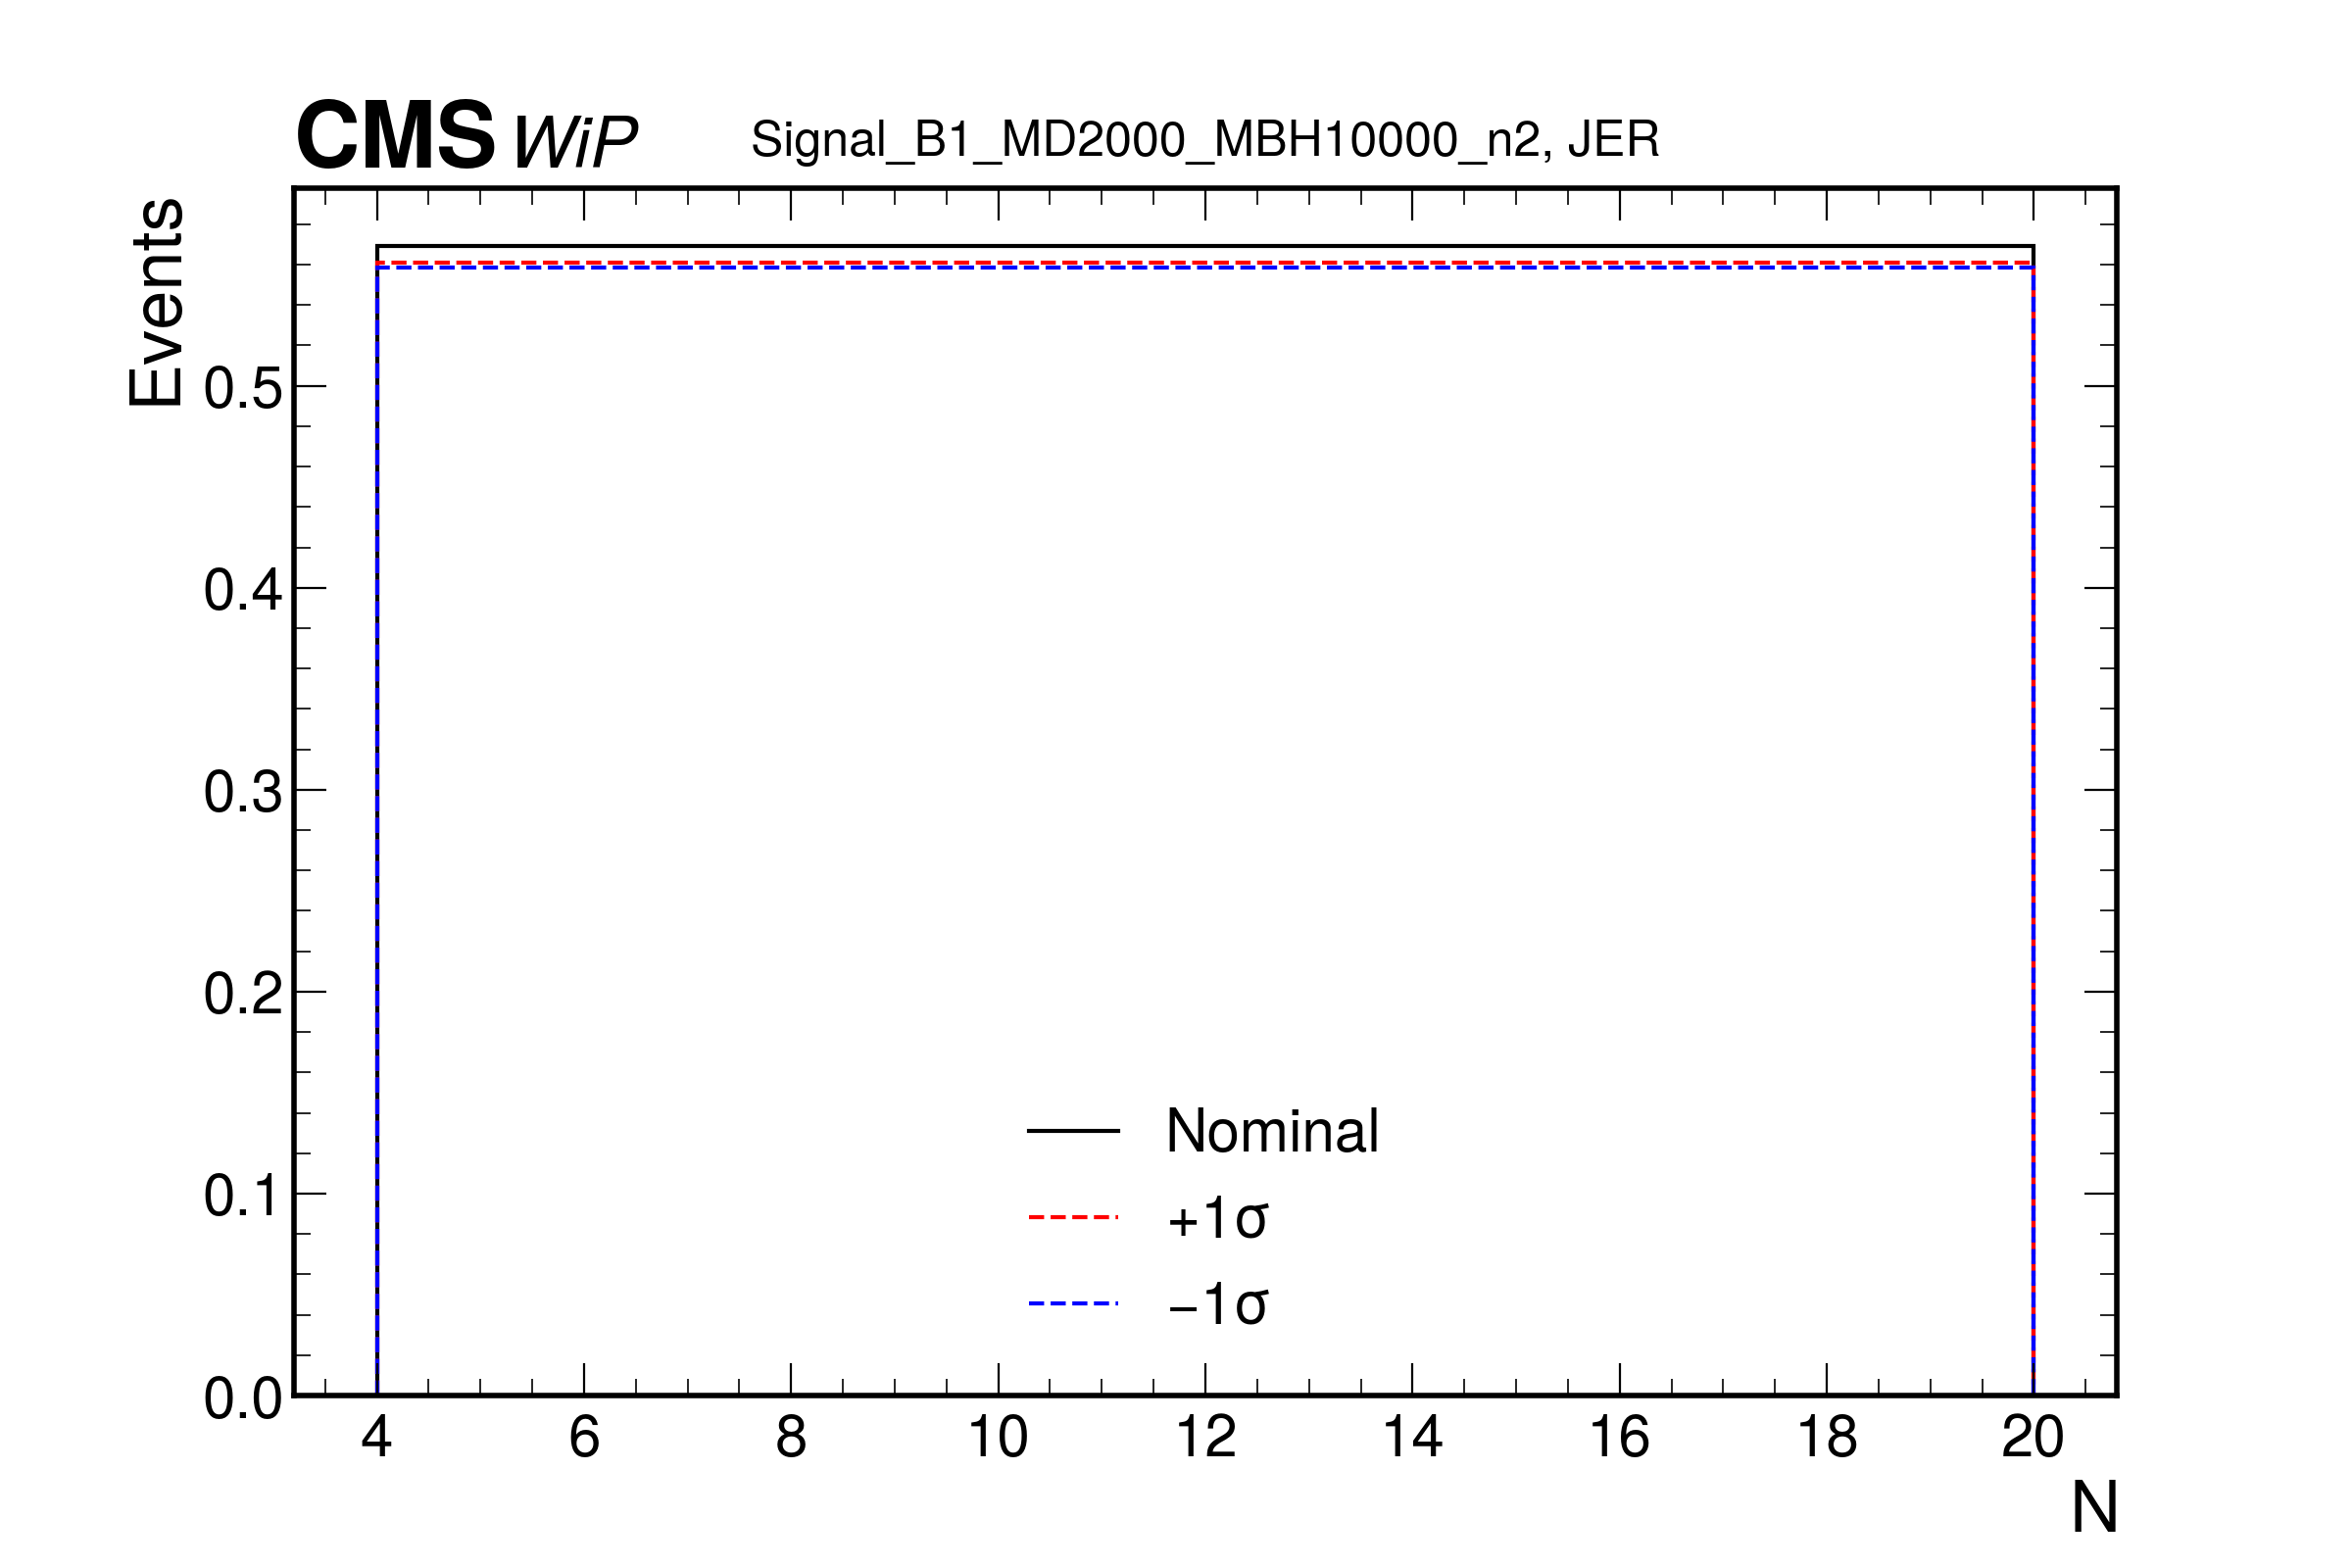 CMS WiP Signal_B1_MD2000_MBH10000_n2, JER
Events
0.5
0.4
0.3
0.2
0.1
0.0
Nominal
+1σ
−1σ
4 6 8 10 12 14 16 18 20
N